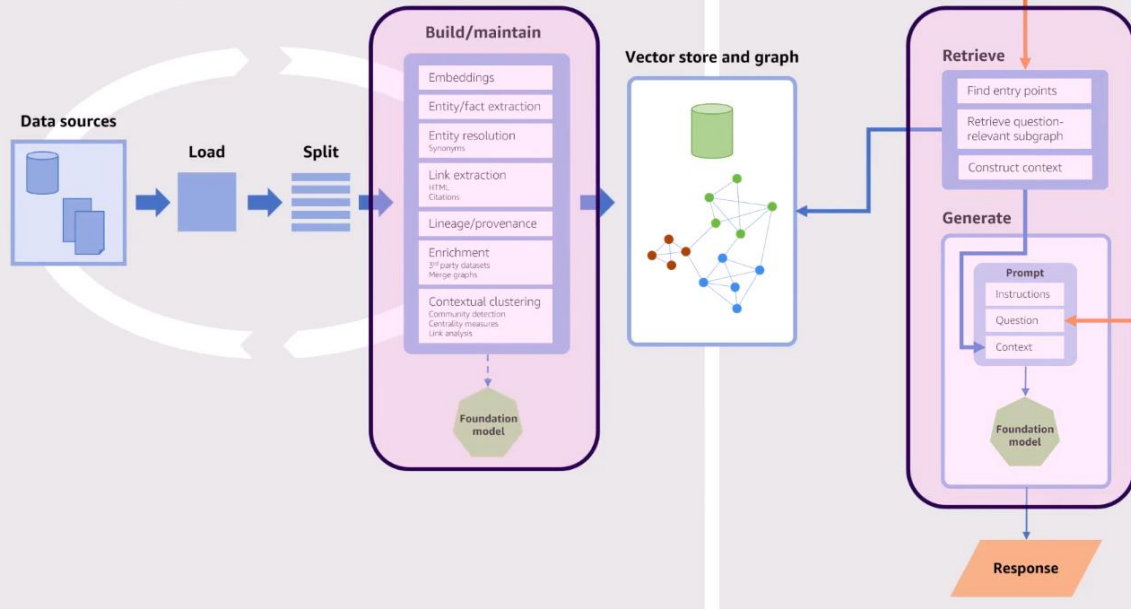 Data sources
Load
Split
Build/maintain
Embeddings
Entity/fact extraction
Entity resolution
Synonyms
Link extraction
HTML
Citations
Lineage/provenance
Enrichment
3rd party datasets
Merge graphs
Contextual clustering
Community detection
Centrality measures
Link analysis
Foundation
model
Vector store and graph
Retrieve
Find entry points
Retrieve question-
relevant subgraph
Construct context
Generate
Prompt
Instructions
Question
Context
Foundation
model
Response